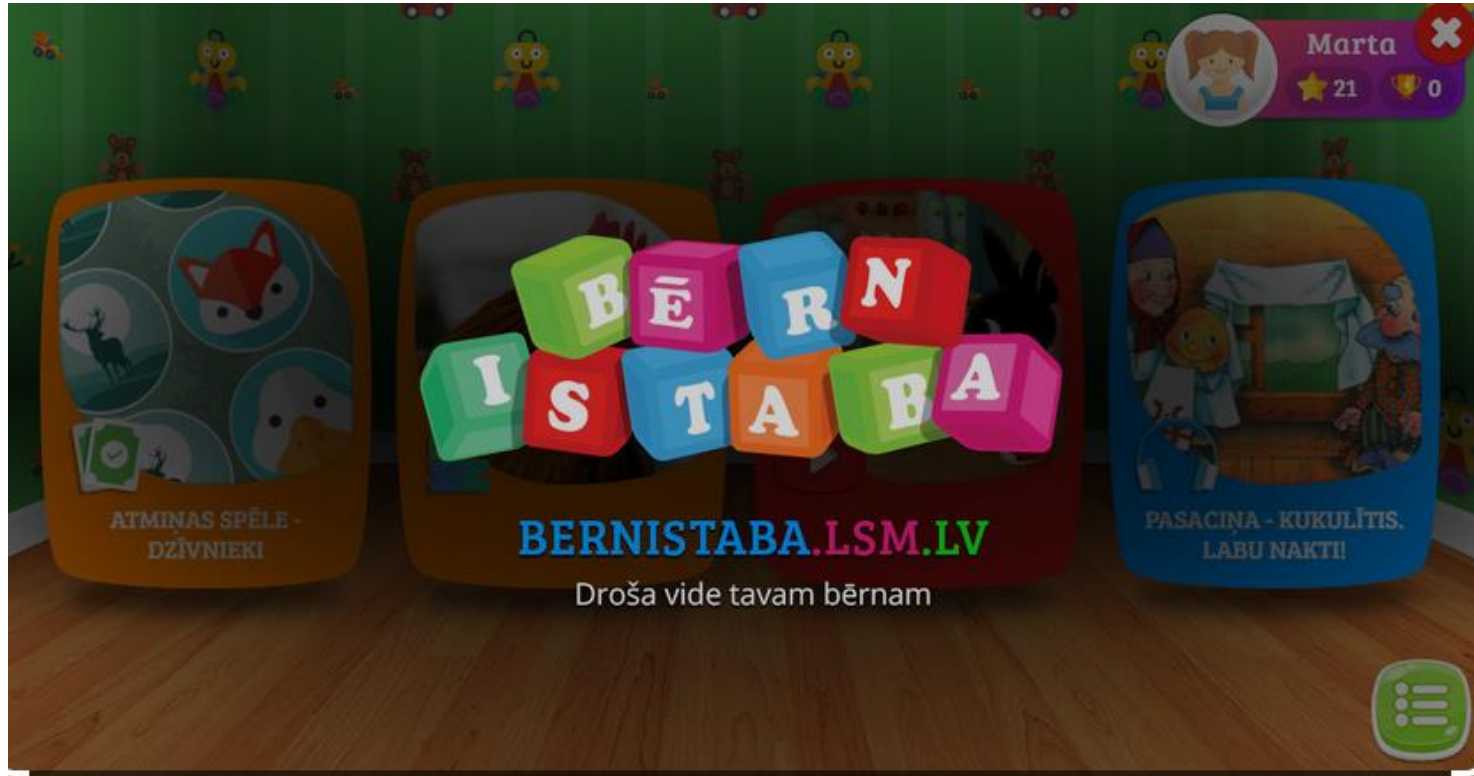 Marta
21 0
BĒRN
ISTABA
ATMIŅAS SPĒLE -
DZĪVNIEKI
PASACIŅA - KUKULĪTIS.
LABU NAKTI!
BERNISTABA.LSM.LV
Droša vide tavam bērnam